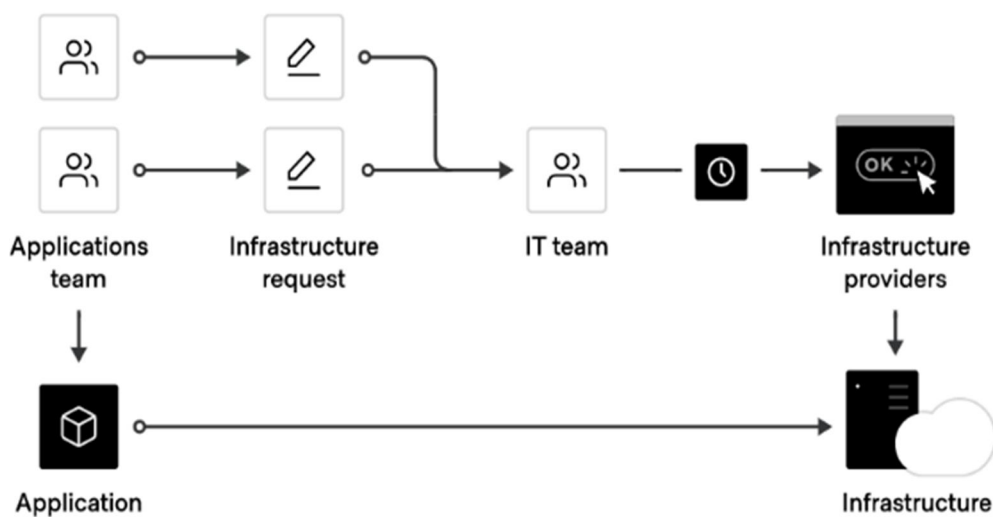 OK
Applications
team
Infrastructure
request
IT team
Infrastructure
providers
Application
Infrastructure